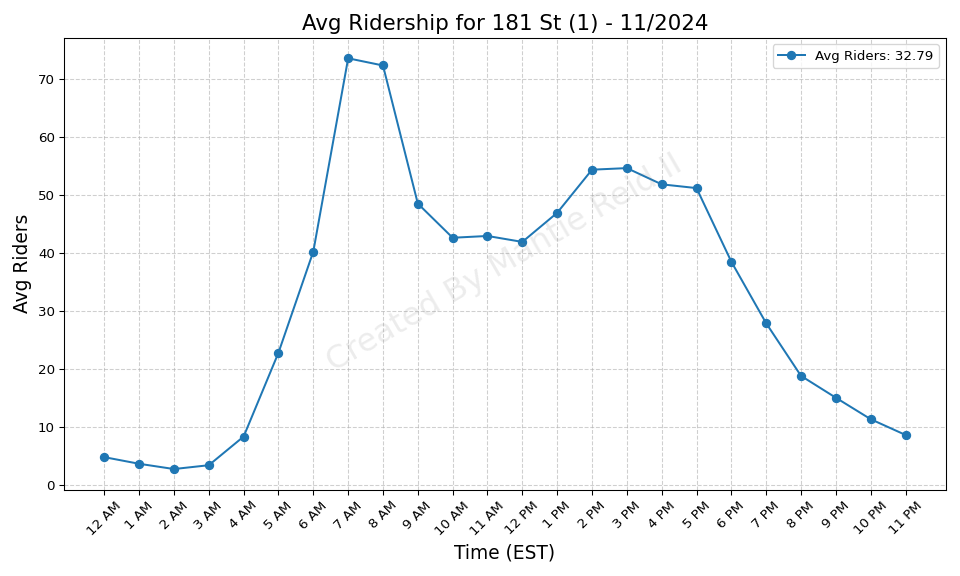 Avg Ridership for 181 St (1) - 11/2024
Avg Riders: 32.79
Avg Riders
70
60
50
40
30
20
10
0
Created By Mantle Reid II
12 AM
1 AM
2 AM
3 AM
4 AM
5 AM
6 AM
7 AM
8 AM
9 AM
10 AM
11 AM
12 PM
1 PM
2 PM
3 PM
4 PM
5 PM
6 PM
7 PM
8 PM
9 PM
10 PM
11 PM
Time (EST)